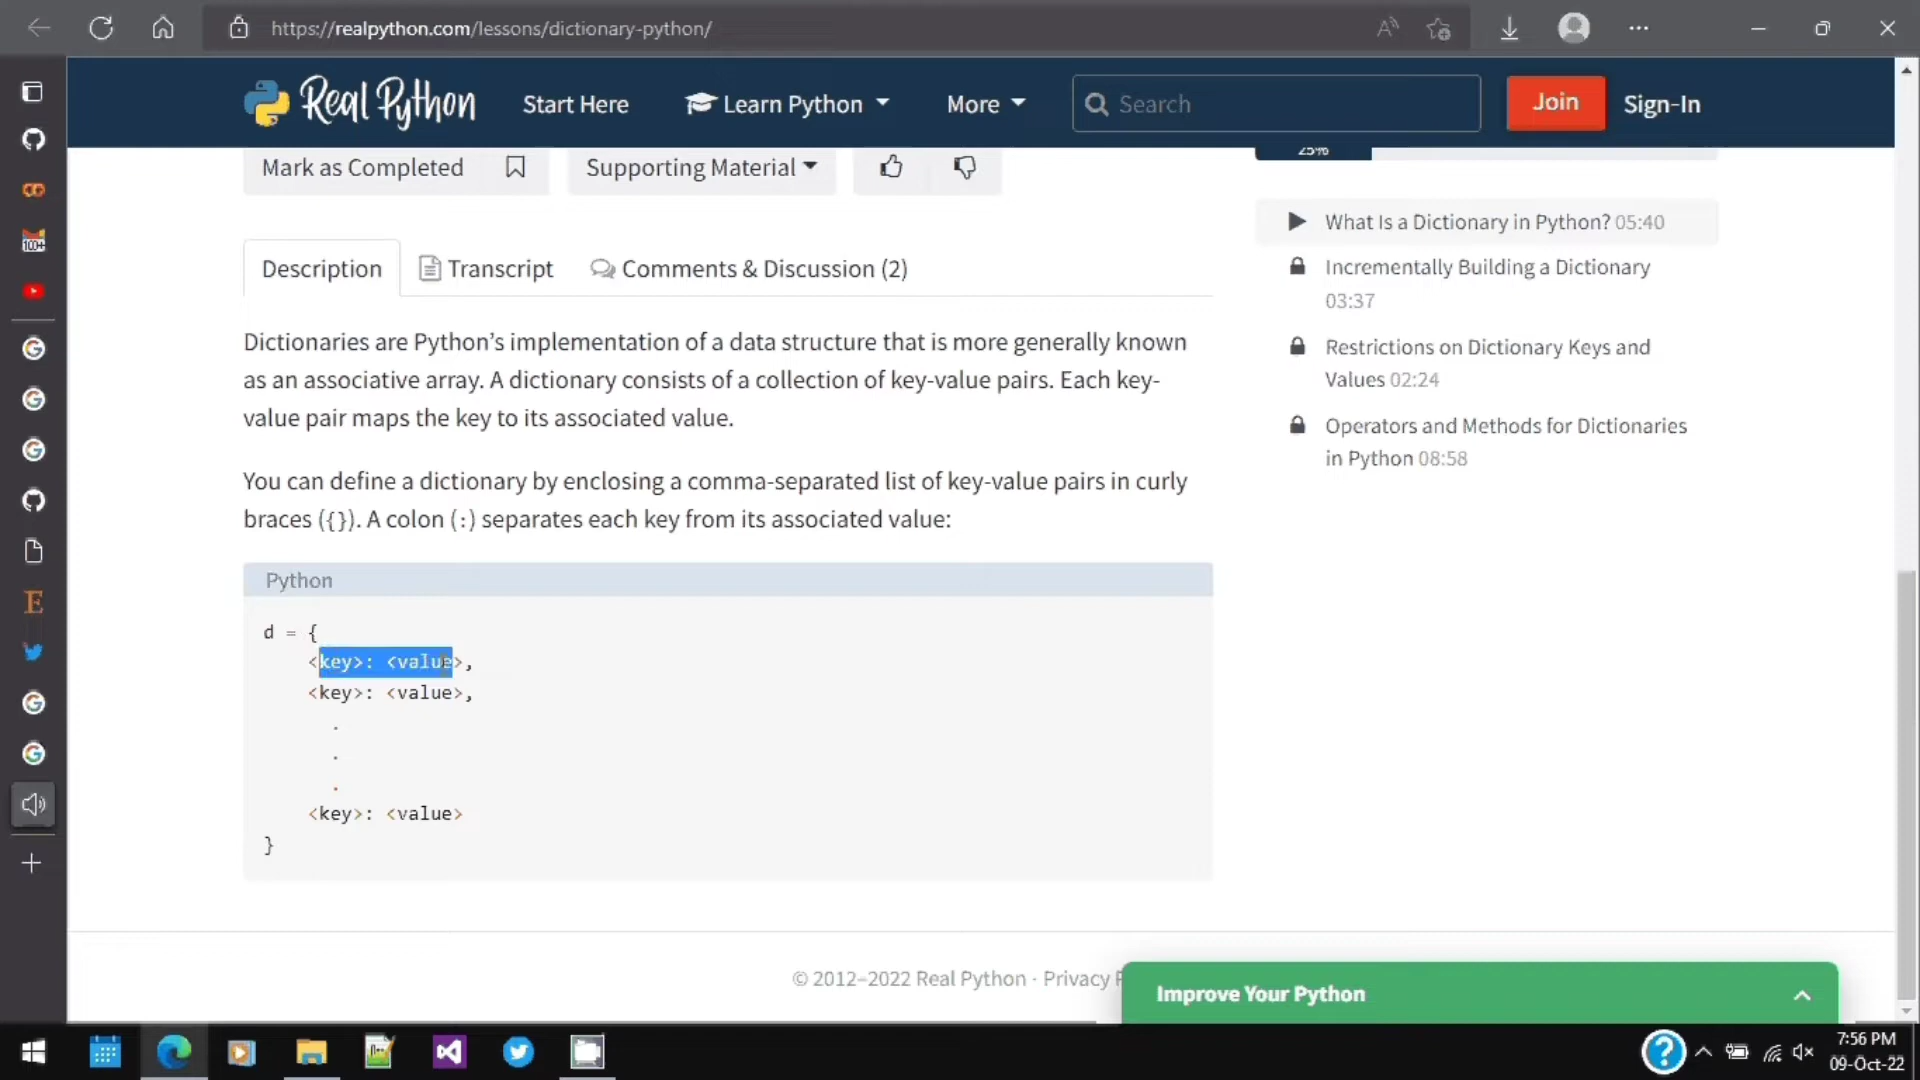 https://realpython.com/lessons/dictionary-python/
Real Python
Start Here
Learn Python
More
Search
Join
Sign-In
Mark as Completed
Supporting Material
25%
Description
Transcript
Comments & Discussion (2)
Dictionaries are Python’s implementation of a data structure that is more generally known
as an associative array. A dictionary consists of a collection of key-value pairs. Each key-
value pair maps the key to its associated value.
You can define a dictionary by enclosing a comma-separated list of key-value pairs in curly
braces ({}). A colon (:) separates each key from its associated value:
Python
d = {
<key>: <value>,
<key>: <value>,
.
.
.
<key>: <value>
}
What Is a Dictionary in Python? 05:40
Incrementally Building a Dictionary
03:37
Restrictions on Dictionary Keys and
Values 02:24
Operators and Methods for Dictionaries
in Python 08:58
© 2012–2022 Real Python · Privacy
Improve Your Python
100+
E
7:56 PM
09-Oct-22